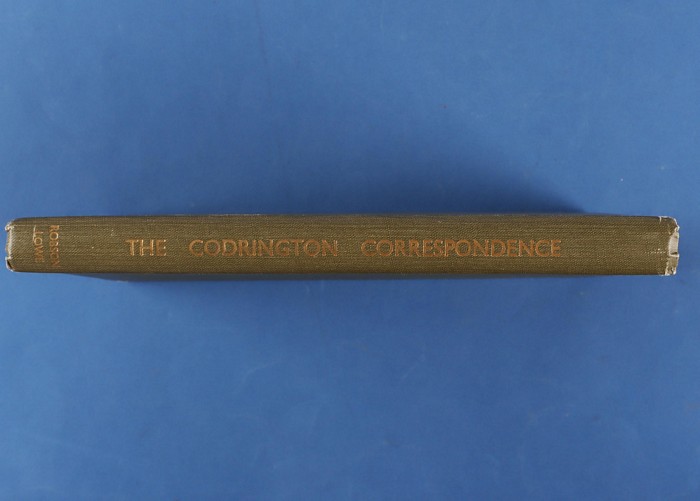 ROBSON
LOWE
THE CODRINGTON CORRESPONDENCE